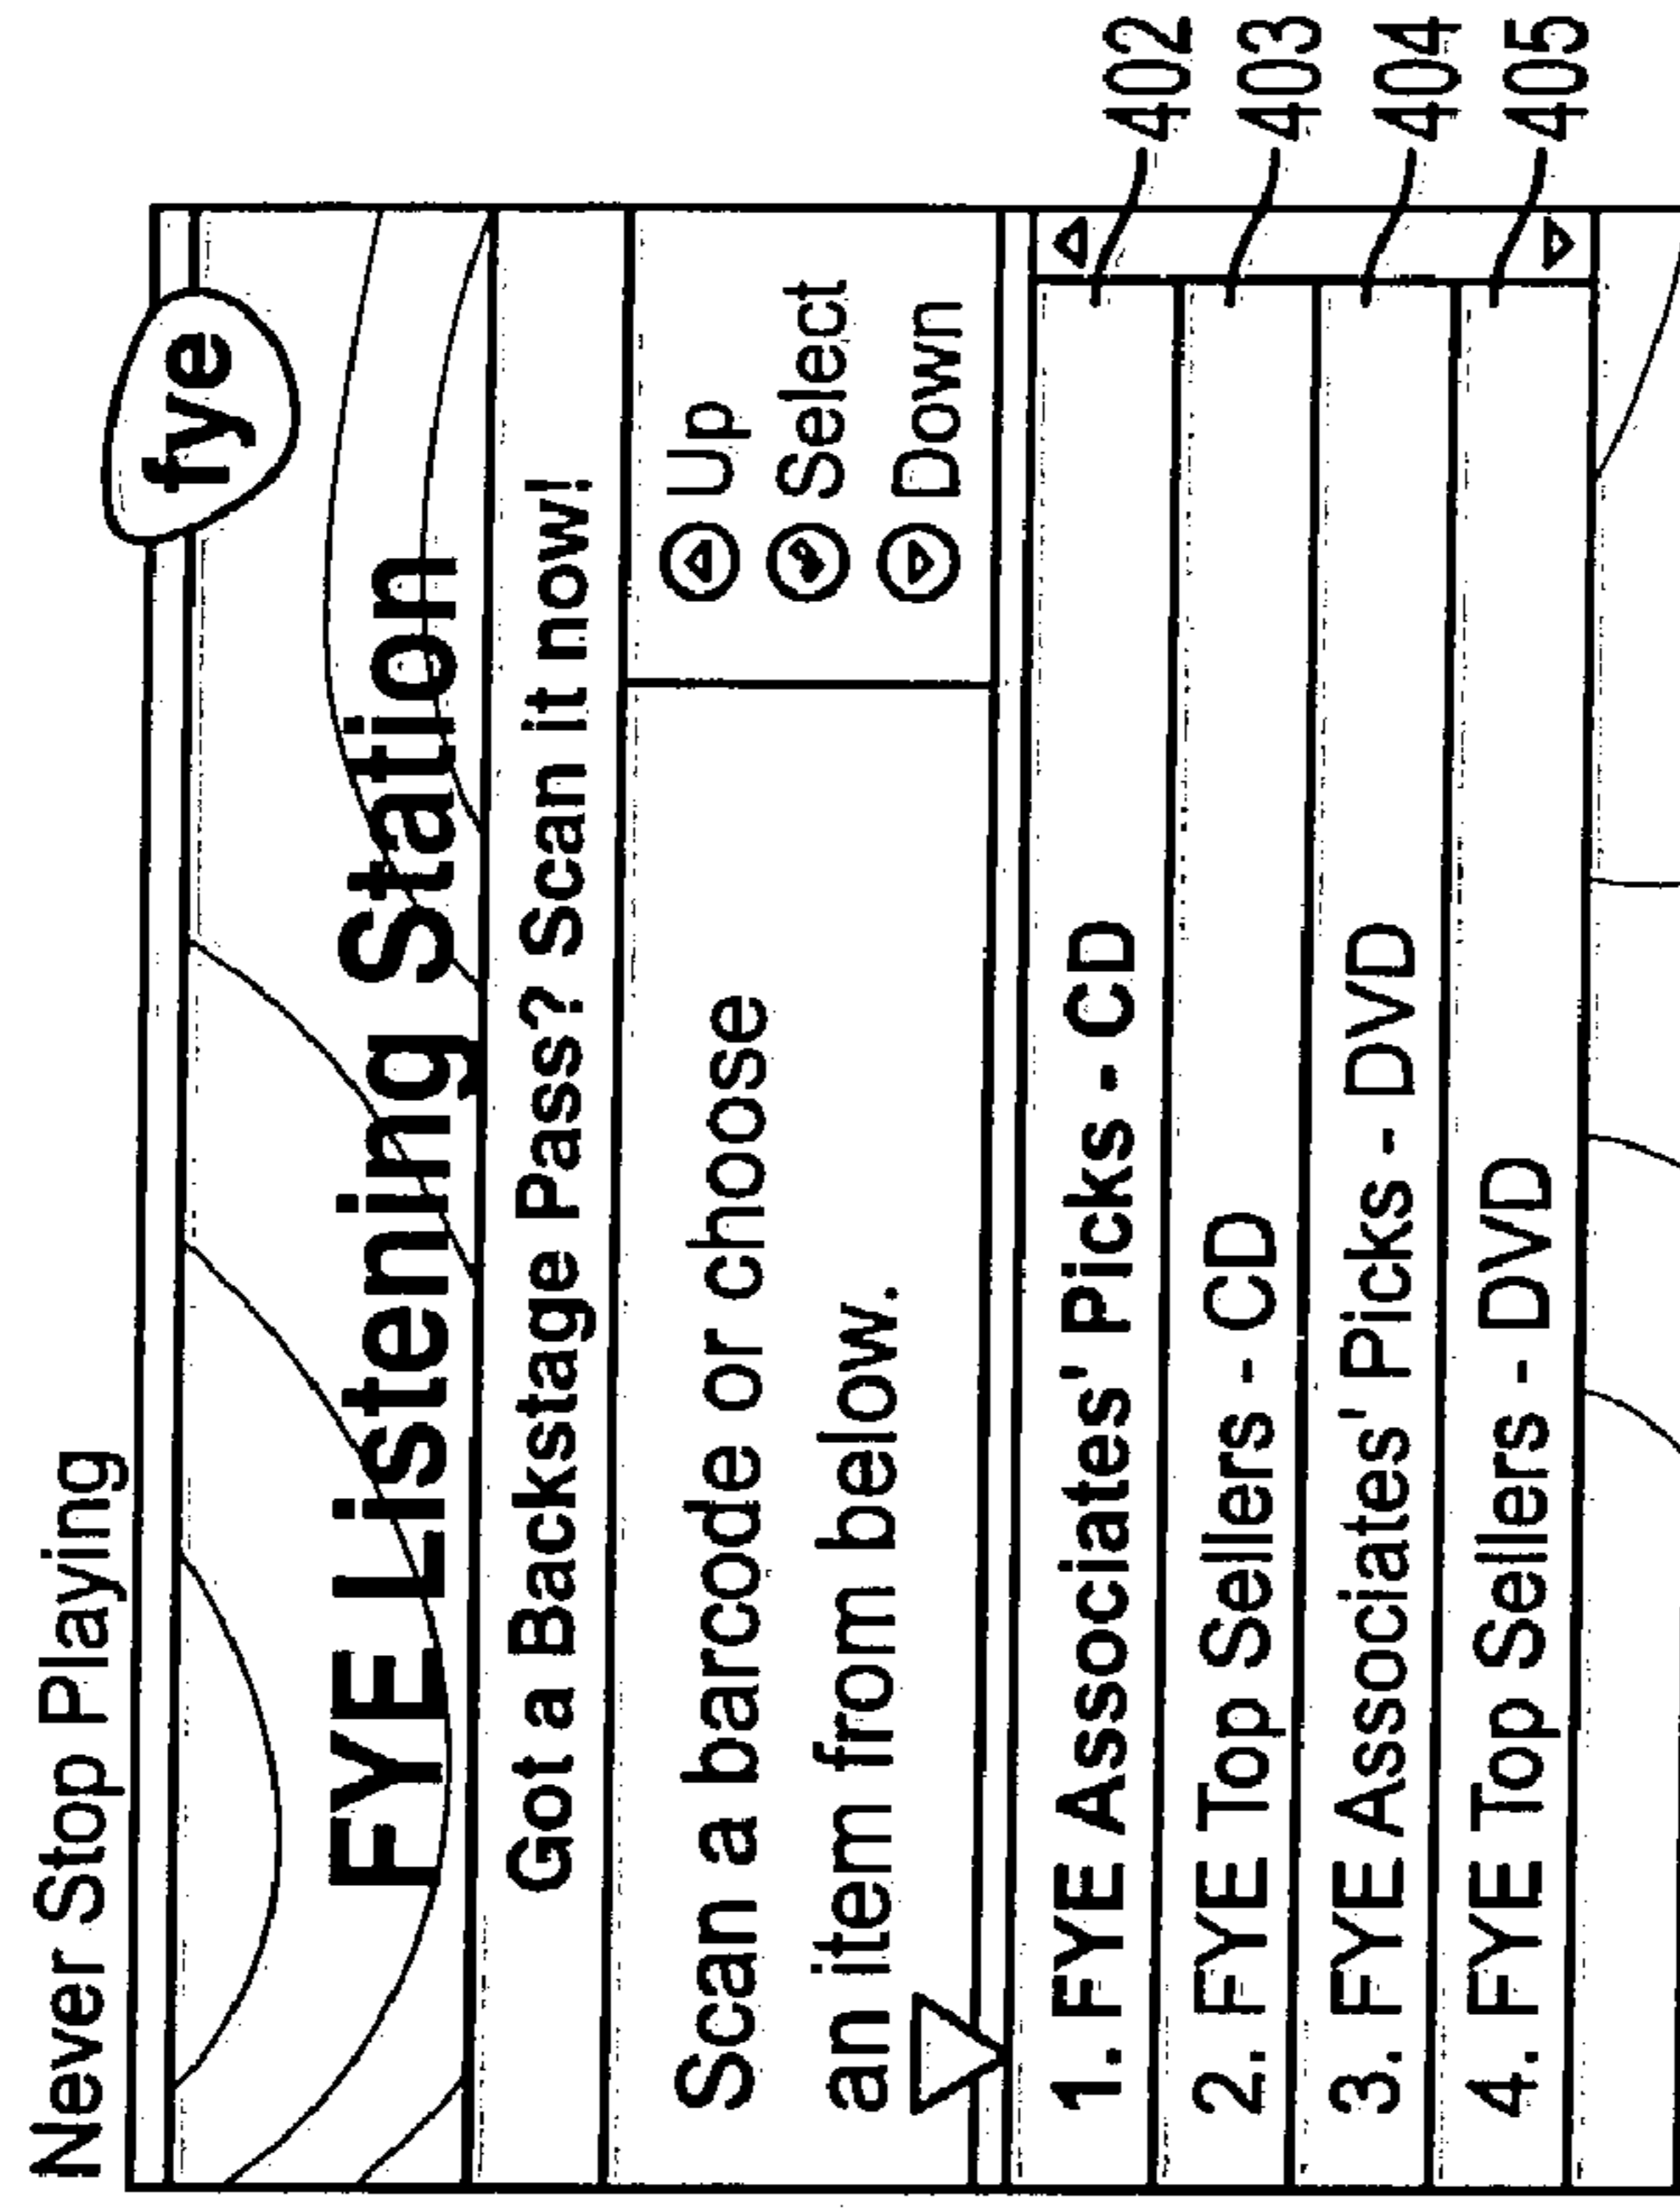 Never Stop Playing
fye
FYE Listening Station
Got a Backstage Pass? Scan it now!
Scan a barcode or choose
an item from below.
Up
Select
Down
1. FYE Associates' Picks - CD
402
2. FYE Top Sellers - CD
403
3. FYE Associates' Picks - DVD
404
4. FYE Top Sellers - DVD
405